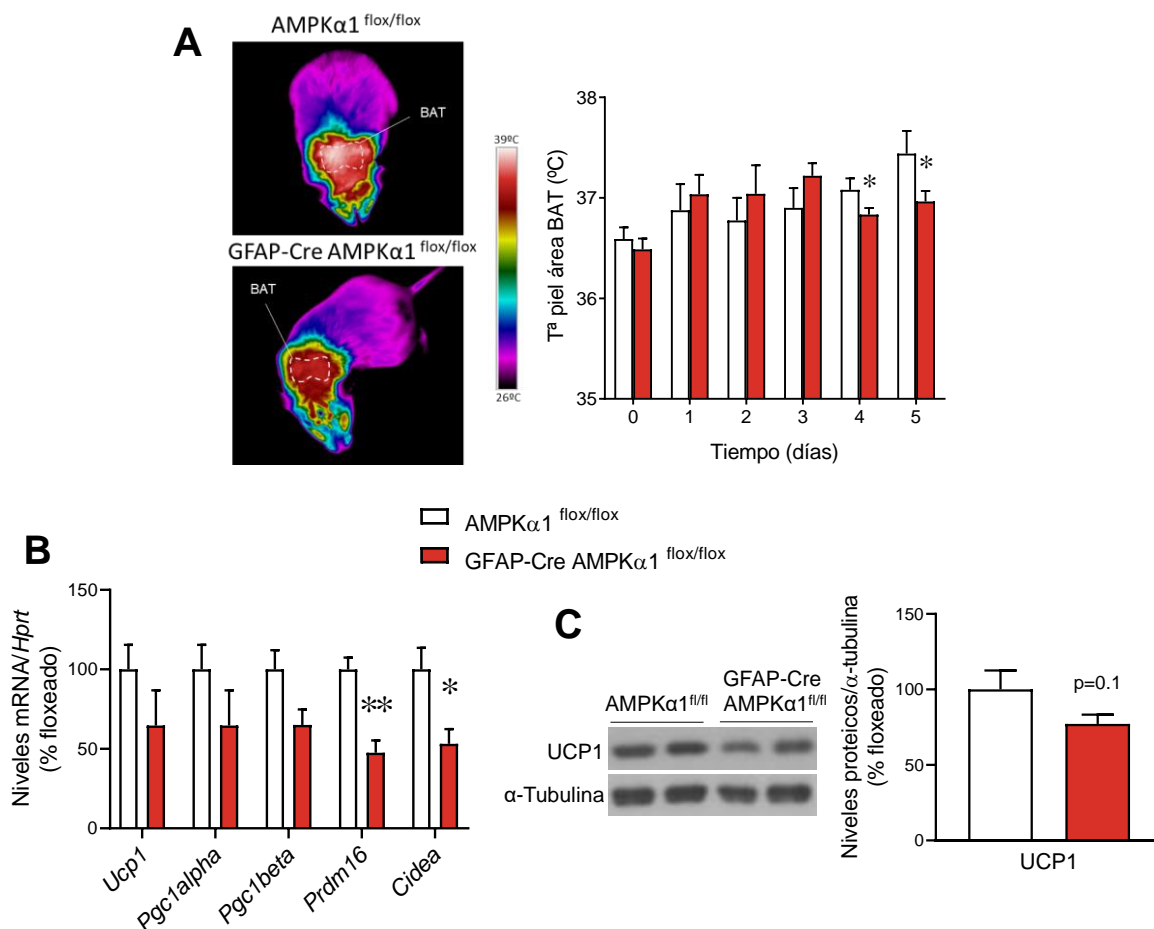 A
AMPKα1 flox/flox
BAT
GFAP-Cre AMPKα1 flox/flox
BAT
39ºC
26ºC
Tª piel área BAT (ºC)
38
37
36
35
* *
0 1 2 3 4 5
Tiempo (días)
AMPKα1 flox/flox
GFAP-Cre AMPKα1 flox/flox
B
Niveles mRNA/Hprt
(% floxeado)
150
100
50
0
** *
Ucp1 Pgc1alpha Pgc1beta Prdm16 Cidea
C
AMPKα1fl/fl
GFAP-Cre
AMPKα1fl/fl
UCP1
α-Tubulina
Niveles proteicos/α-tubulina
(% floxeado)
150
100
50
0
p=0.1
UCP1